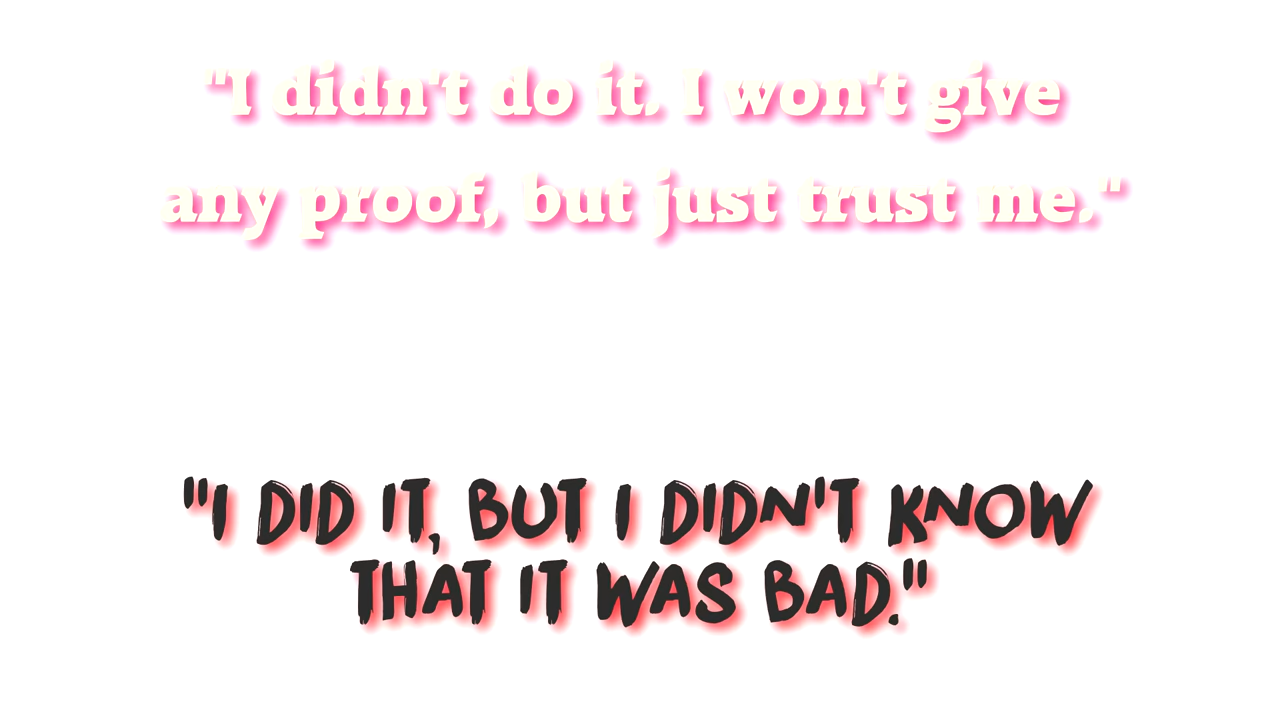 "I didn't do it. I won't give
any proof, but just trust me."
"I DID IT, BUT I DIDN'T KNOW
THAT IT WAS BAD."